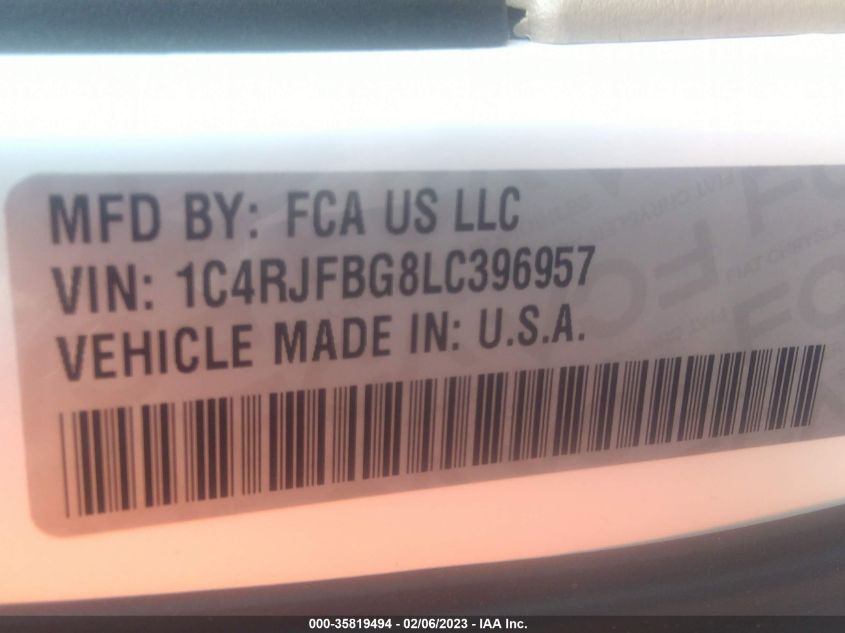 MFD BY: FCA US LLC
VIN: 1C4RJFBG8LC396957
VEHICLE MADE IN: U.S.A.
000-35819494 - 02/06/2023 - IAA Inc.